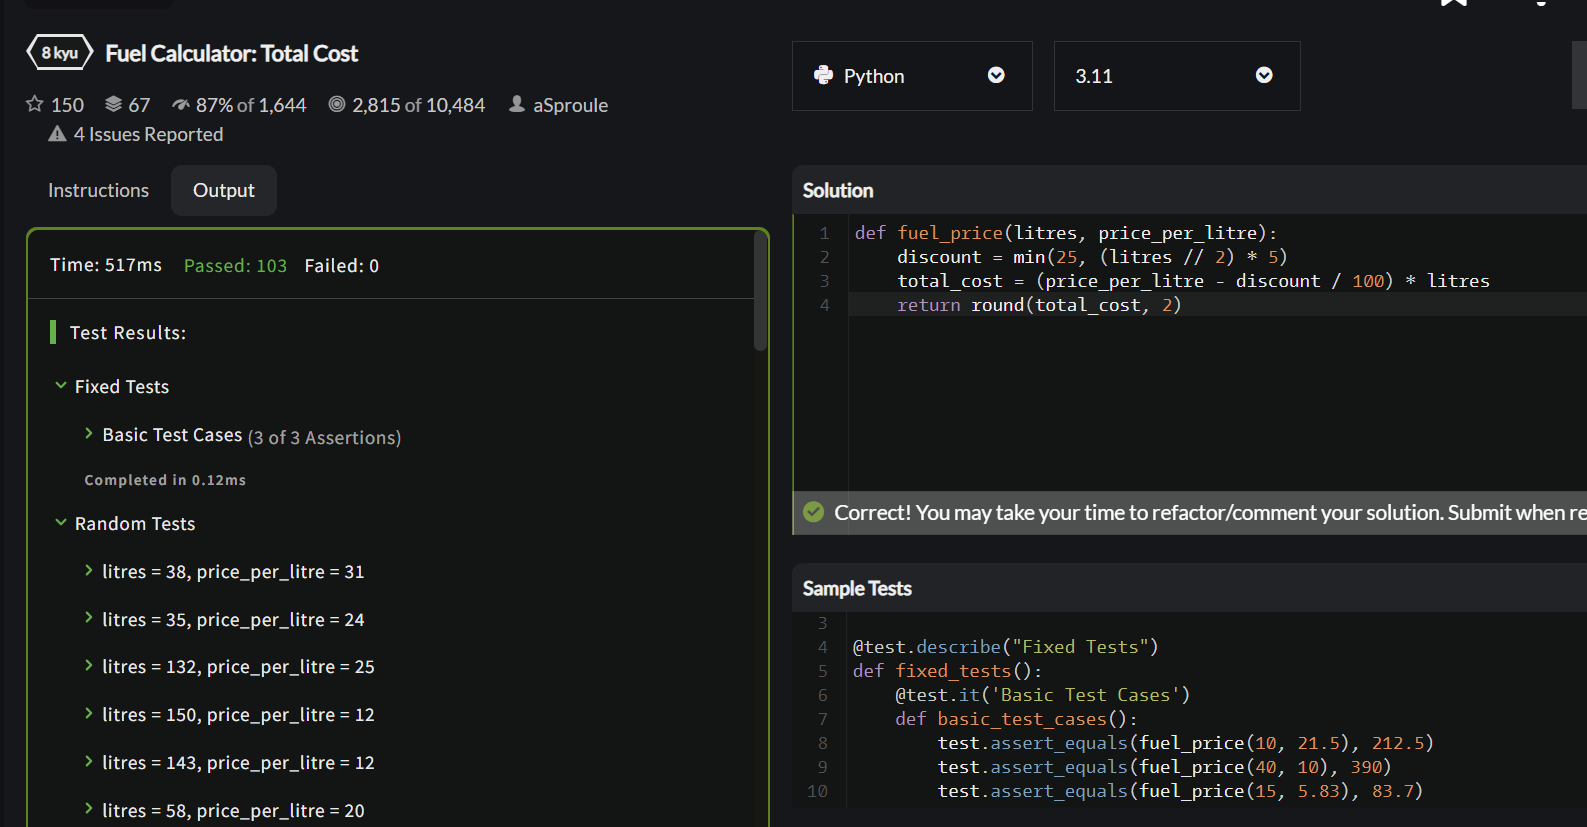 8 kyu
Fuel Calculator: Total Cost
150 67 87% of 1,644 2,815 of 10,484 aSproule
4 Issues Reported
Instructions
Output
Time: 517ms Passed: 103 Failed: 0
Test Results:
Fixed Tests
Basic Test Cases (3 of 3 Assertions)
Completed in 0.12ms
Random Tests
litres = 38, price_per_litre = 31
litres = 35, price_per_litre = 24
litres = 132, price_per_litre = 25
litres = 150, price_per_litre = 12
litres = 143, price_per_litre = 12
litres = 58, price_per_litre = 20
Python
3.11
Solution
1 def fuel_price(litres, price_per_litre):
2 discount = min(25, (litres // 2) * 5)
3 total_cost = (price_per_litre - discount / 100) * litres
4 return round(total_cost, 2)
Correct! You may take your time to refactor/comment your solution. Submit when re
Sample Tests
3
4 @test.describe("Fixed Tests")
5 def fixed_tests():
6 @test.it('Basic Test Cases')
7 def basic_test_cases():
8 test.assert_equals(fuel_price(10, 21.5), 212.5)
9 test.assert_equals(fuel_price(40, 10), 390)
10 test.assert_equals(fuel_price(15, 5.83), 83.7)